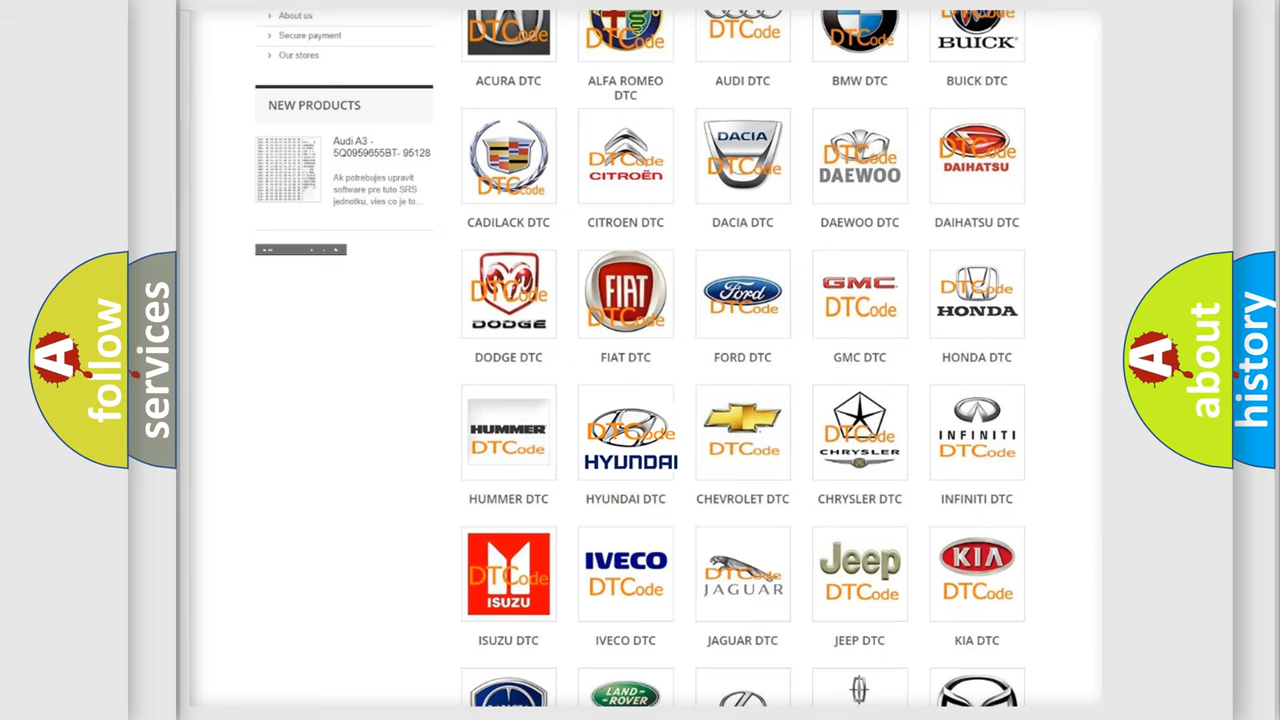 About us
Secure payment
Our stores
NEW PRODUCTS
Audi A3 -
5Q0959655BT- 95128
Ak potrebujes upravit
software pre tuto SRS
jednotku, vies co je to...
A
follow
services
A
about
history
DTCode
DTCode
DTCode
DTCode
BUICK
ACURA DTC
ALFA ROMEO
DTC
AUDI DTC
BMW DTC
BUICK DTC
DTCode
DTCode
CITROËN
DACIA
DTCode
DTCode
DAEWOO
DTCode
DAIHATSU
CADILACK DTC
CITROEN DTC
DACIA DTC
DAEWOO DTC
DAIHATSU DTC
DTCode
DODGE
FIAT
DTCode
Ford
DTCode
GMC
DTCode
DTCode
HONDA
DODGE DTC
FIAT DTC
FORD DTC
GMC DTC
HONDA DTC
HUMMER
DTCode
DTCode
HYUNDAI
DTCode
DTCode
CHRYSLER
INFINITI
DTCode
HUMMER DTC
HYUNDAI DTC
CHEVROLET DTC
CHRYSLER DTC
INFINITI DTC
DTCode
ISUZU
IVECO
DTCode
DTCode
JAGUAR
Jeep
DTCode
KIA
DTCode
ISUZU DTC
IVECO DTC
JAGUAR DTC
JEEP DTC
KIA DTC
LAND-
ROVER